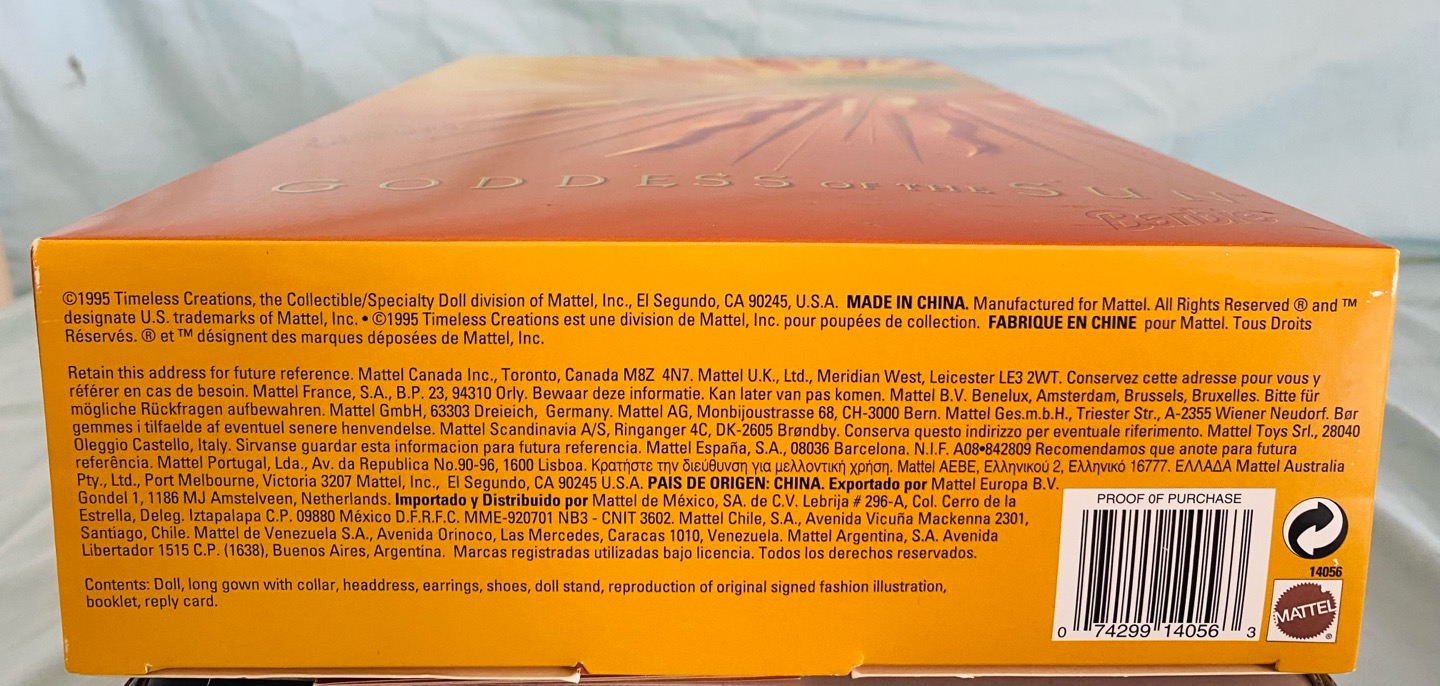 GODDESS OF THE SUN
Barbie
©1995 Timeless Creations, the Collectible/Specialty Doll division of Mattel, Inc., El Segundo, CA 90245, U.S.A. MADE IN CHINA. Manufactured for Mattel. All Rights Reserved ® and ™
designate U.S. trademarks of Mattel, Inc. • ©1995 Timeless Creations est une division de Mattel, Inc. pour poupées de collection. FABRIQUE EN CHINE pour Mattel. Tous Droits
Réservés. ® et ™ désignent des marques déposées de Mattel, Inc.
Retain this address for future reference. Mattel Canada Inc., Toronto, Canada M8Z 4N7. Mattel U.K., Ltd., Meridian West, Leicester LE3 2WT. Conservez cette adresse pour vous y
référer en cas de besoin. Mattel France, S.A., B.P. 23, 94310 Orly. Bewaar deze informatie. Kan later van pas komen. Mattel B.V. Benelux, Amsterdam, Brussels, Bruxelles. Bitte für
mögliche Rückfragen aufbewahren. Mattel GmbH, 63303 Dreieich, Germany. Mattel AG, Monbijoustrasse 68, CH-3000 Bern. Mattel Ges.m.b.H., Triester Str., A-2355 Wiener Neudorf. Bør
gemmes i tilfaelde af eventuel senere henvendelse. Mattel Scandinavia A/S, Ringanger 4C, DK-2605 Brøndby. Conserva questo indirizzo per eventuale riferimento. Mattel Toys Srl., 28040
Oleggio Castello, Italy. Sirvanse guardar esta informacion para futura referencia. Mattel España, S.A., 08036 Barcelona. N.I.F. A08•842809 Recomendamos que anote para futura
referência. Mattel Portugal, Lda., Av. da Republica No.90-96, 1600 Lisboa. Κρατήστε την διεύθυνση για μελλοντική χρήση. Mattel AEBE, Ελληνικού 2, Ελληνικό 16777. ΕΛΛΑΔΑ Mattel Australia
Pty., Ltd., Port Melbourne, Victoria 3207 Mattel, Inc., El Segundo, CA 90245 U.S.A. PAIS DE ORIGEN: CHINA. Exportado por Mattel Europa B.V.
Gondel 1, 1186 MJ Amstelveen, Netherlands. Importado y Distribuido por Mattel de México, SA. de C.V. Lebrija # 296-A, Col. Cerro de la
Estrella, Deleg. Iztapalapa C.P. 09880 México D.F.R.F.C. MME-920701 NB3 - CNIT 3602. Mattel Chile, S.A., Avenida Vicuña Mackenna 2301,
Santiago, Chile. Mattel de Venezuela S.A., Avenida Orinoco, Las Mercedes, Caracas 1010, Venezuela. Mattel Argentina, S.A. Avenida
Libertador 1515 C.P. (1638), Buenos Aires, Argentina. Marcas registradas utilizadas bajo licencia. Todos los derechos reservados.
Contents: Doll, long gown with collar, headdress, earrings, shoes, doll stand, reproduction of original signed fashion illustration,
booklet, reply card.
PROOF OF PURCHASE
0 74299 14056 3
14056
MATTEL
®